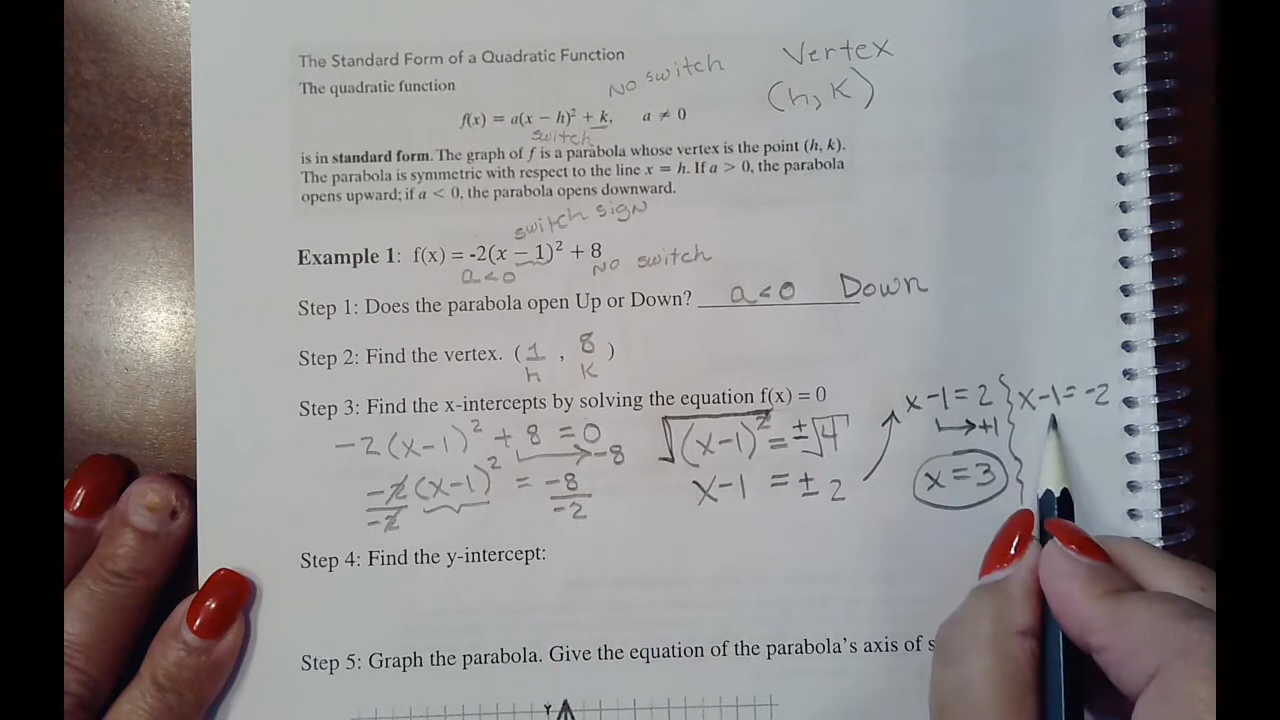 The Standard Form of a Quadratic Function
The quadratic function
NO switch
Vertex
(h, K)
f(x) = a(x − h)² + k, a ≠ 0
switch
is in standard form. The graph of f is a parabola whose vertex is the point (h, k).
The parabola is symmetric with respect to the line x = h. If a > 0, the parabola
opens upward; if a < 0, the parabola opens downward.
switch sign
Example 1: f(x) = -2(x − 1)² + 8
a<0 NO switch
Step 1: Does the parabola open Up or Down? a<0 Down
Step 2: Find the vertex. (1, 8)
h K
Step 3: Find the x-intercepts by solving the equation f(x) = 0
-2(x-1)² + 8 = 0
-8
-2(x-1)² = -8
-2 -2
√(x-1)² = ±√4
x-1 = ± 2
x-1=2
→+1
x=3
x-1=-2
Step 4: Find the y-intercept:
Step 5: Graph the parabola. Give the equation of the parabola's axis of s
Y